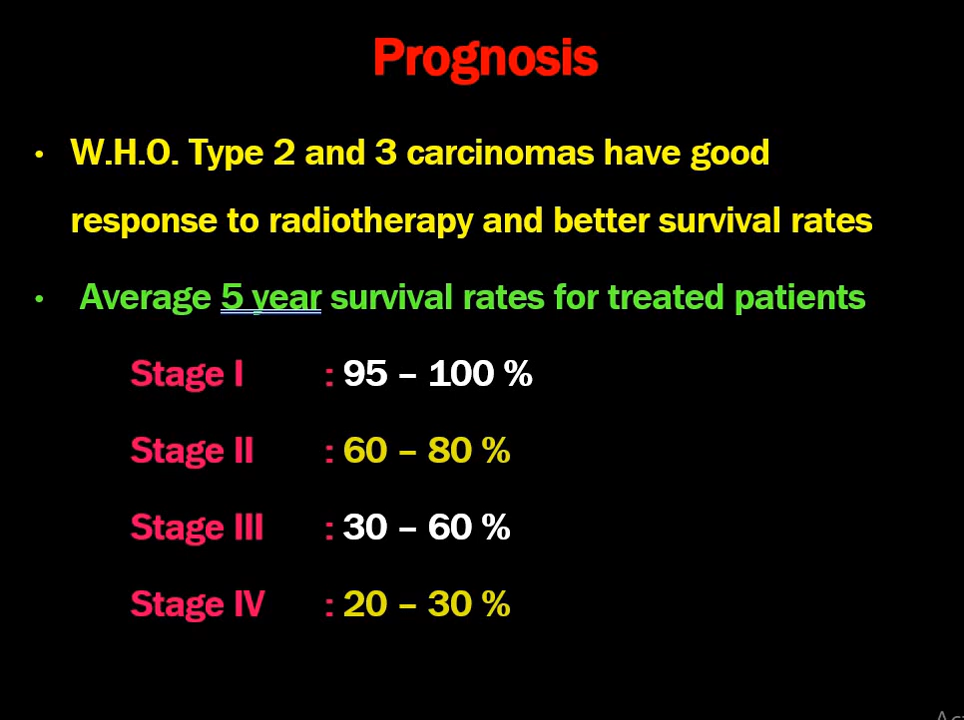 Prognosis
• W.H.O. Type 2 and 3 carcinomas have good
response to radiotherapy and better survival rates
• Average 5 year survival rates for treated patients
Stage I : 95 – 100 %
Stage II : 60 – 80 %
Stage III : 30 – 60 %
Stage IV : 20 – 30 %